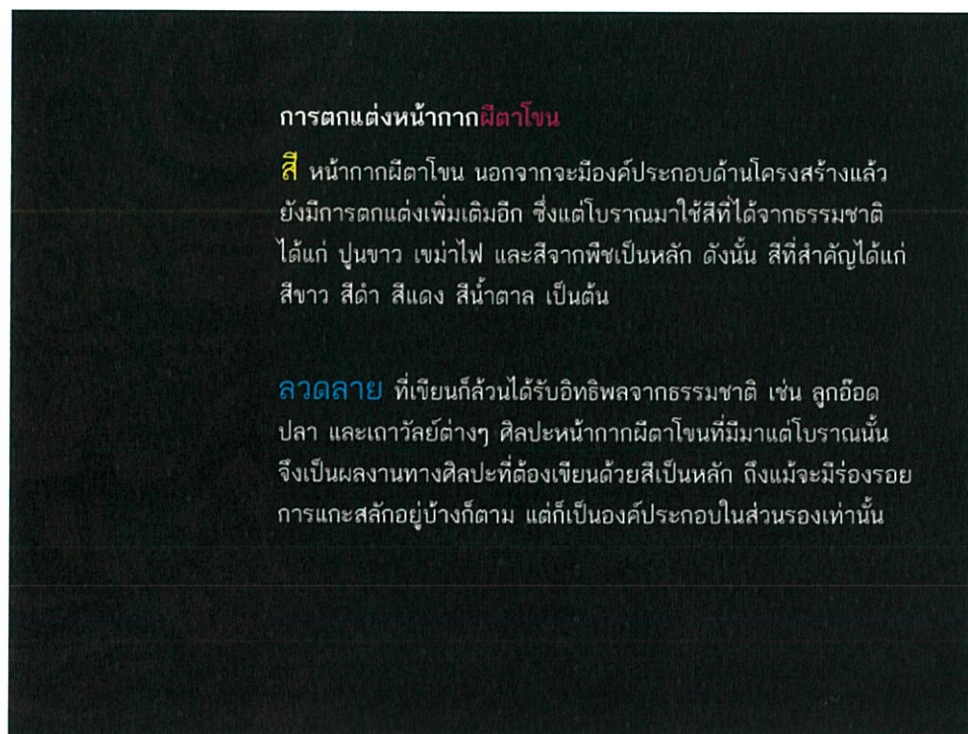 การตกแต่งหน้ากากผีตาโขน
สี หน้ากากผีตาโขน นอกจากจะมีองค์ประกอบด้านโครงสร้างแล้ว
ยังมีการตกแต่งเพิ่มเติมอีก ซึ่งแต่โบราณมาใช้สีที่ได้จากธรรมชาติ
ได้แก่ ปูนขาว เขม่าไฟ และสีจากพืชเป็นหลัก ดังนั้น สีที่สำคัญได้แก่
สีขาว สีดำ สีแดง สีน้ำตาล เป็นต้น
ลวดลาย ที่เขียนก็ล้วนได้รับอิทธิพลจากธรรมชาติ เช่น ลูกอ๊อด
ปลา และเถาวัลย์ต่างๆ ศิลปะหน้ากากผีตาโขนที่มีมาแต่โบราณนั้น
จึงเป็นผลงานทางศิลปะที่ต้องเขียนด้วยสีเป็นหลัก ถึงแม้จะมีร่องรอย
การแกะสลักอยู่บ้างก็ตาม แต่ก็เป็นองค์ประกอบในส่วนรองเท่านั้น